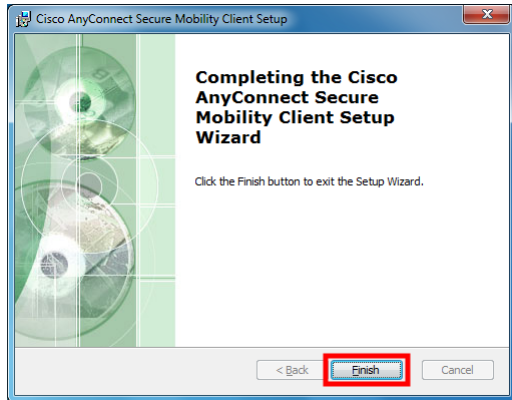 Cisco AnyConnect Secure Mobility Client Setup
Completing the Cisco
AnyConnect Secure
Mobility Client Setup
Wizard
Click the Finish button to exit the Setup Wizard.
< Back
Finish
Cancel